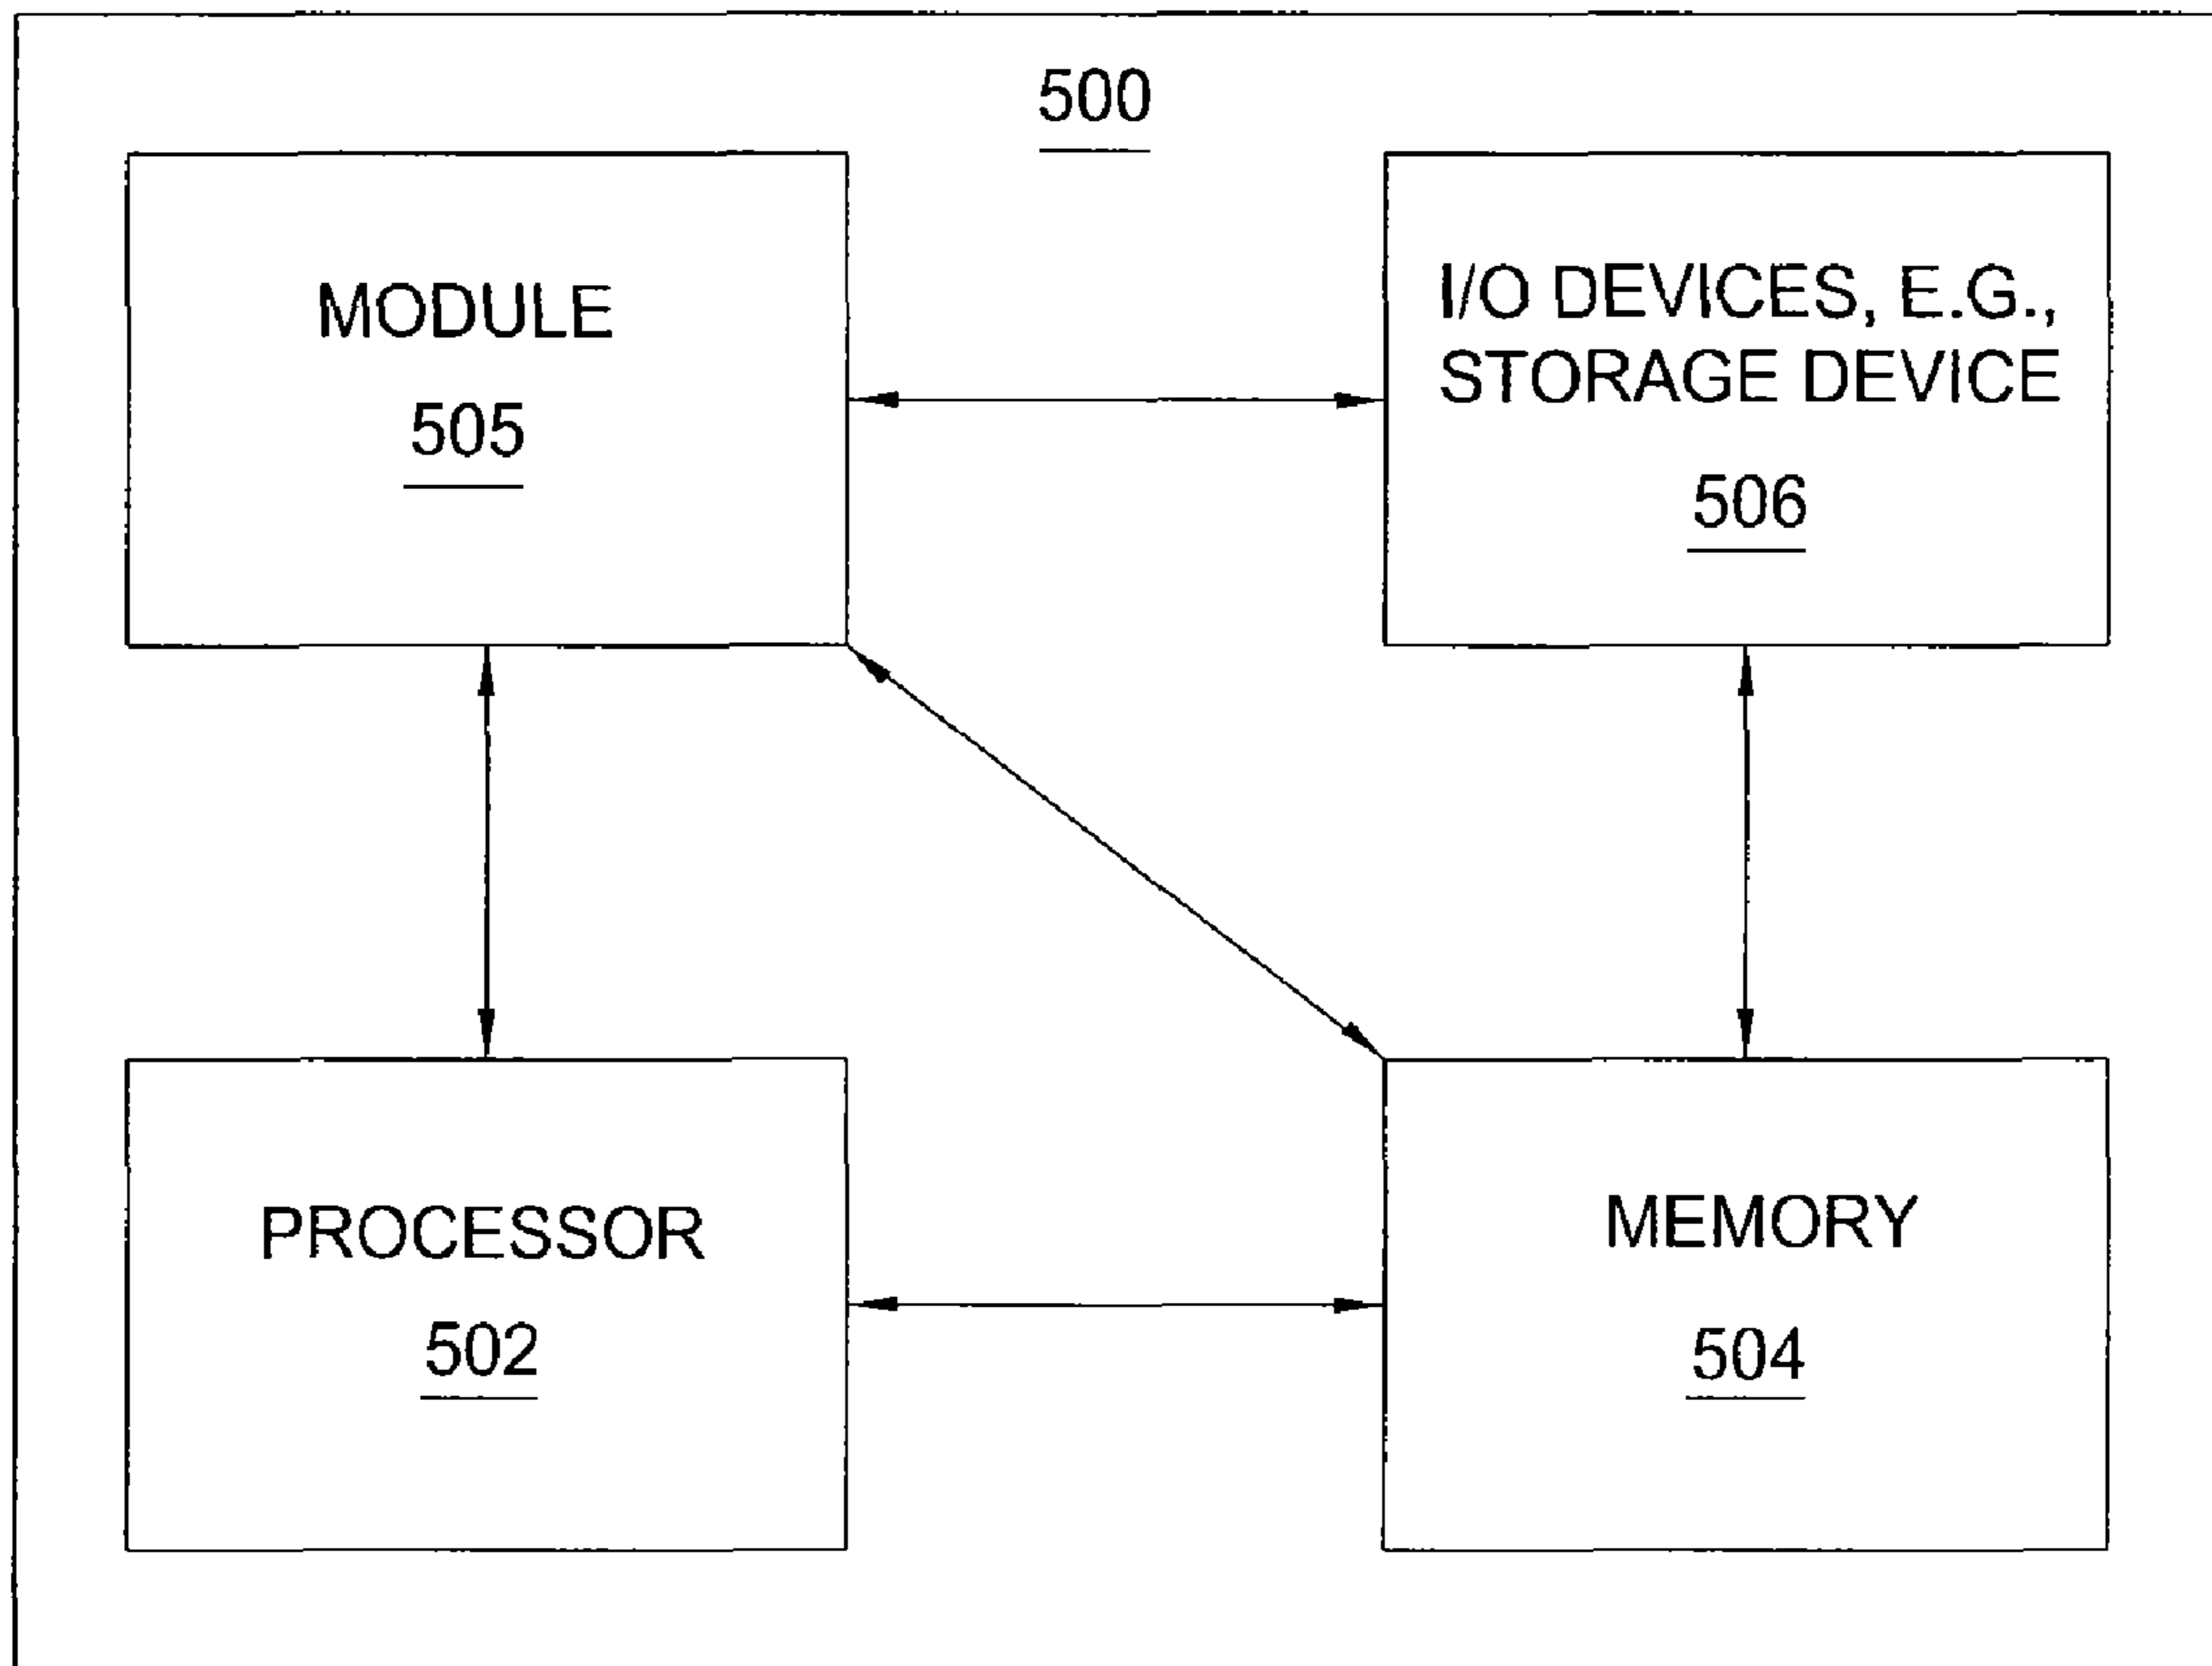 500
MODULE
505
I/O DEVICES, E.G.,
STORAGE DEVICE
506
PROCESSOR
502
MEMORY
504